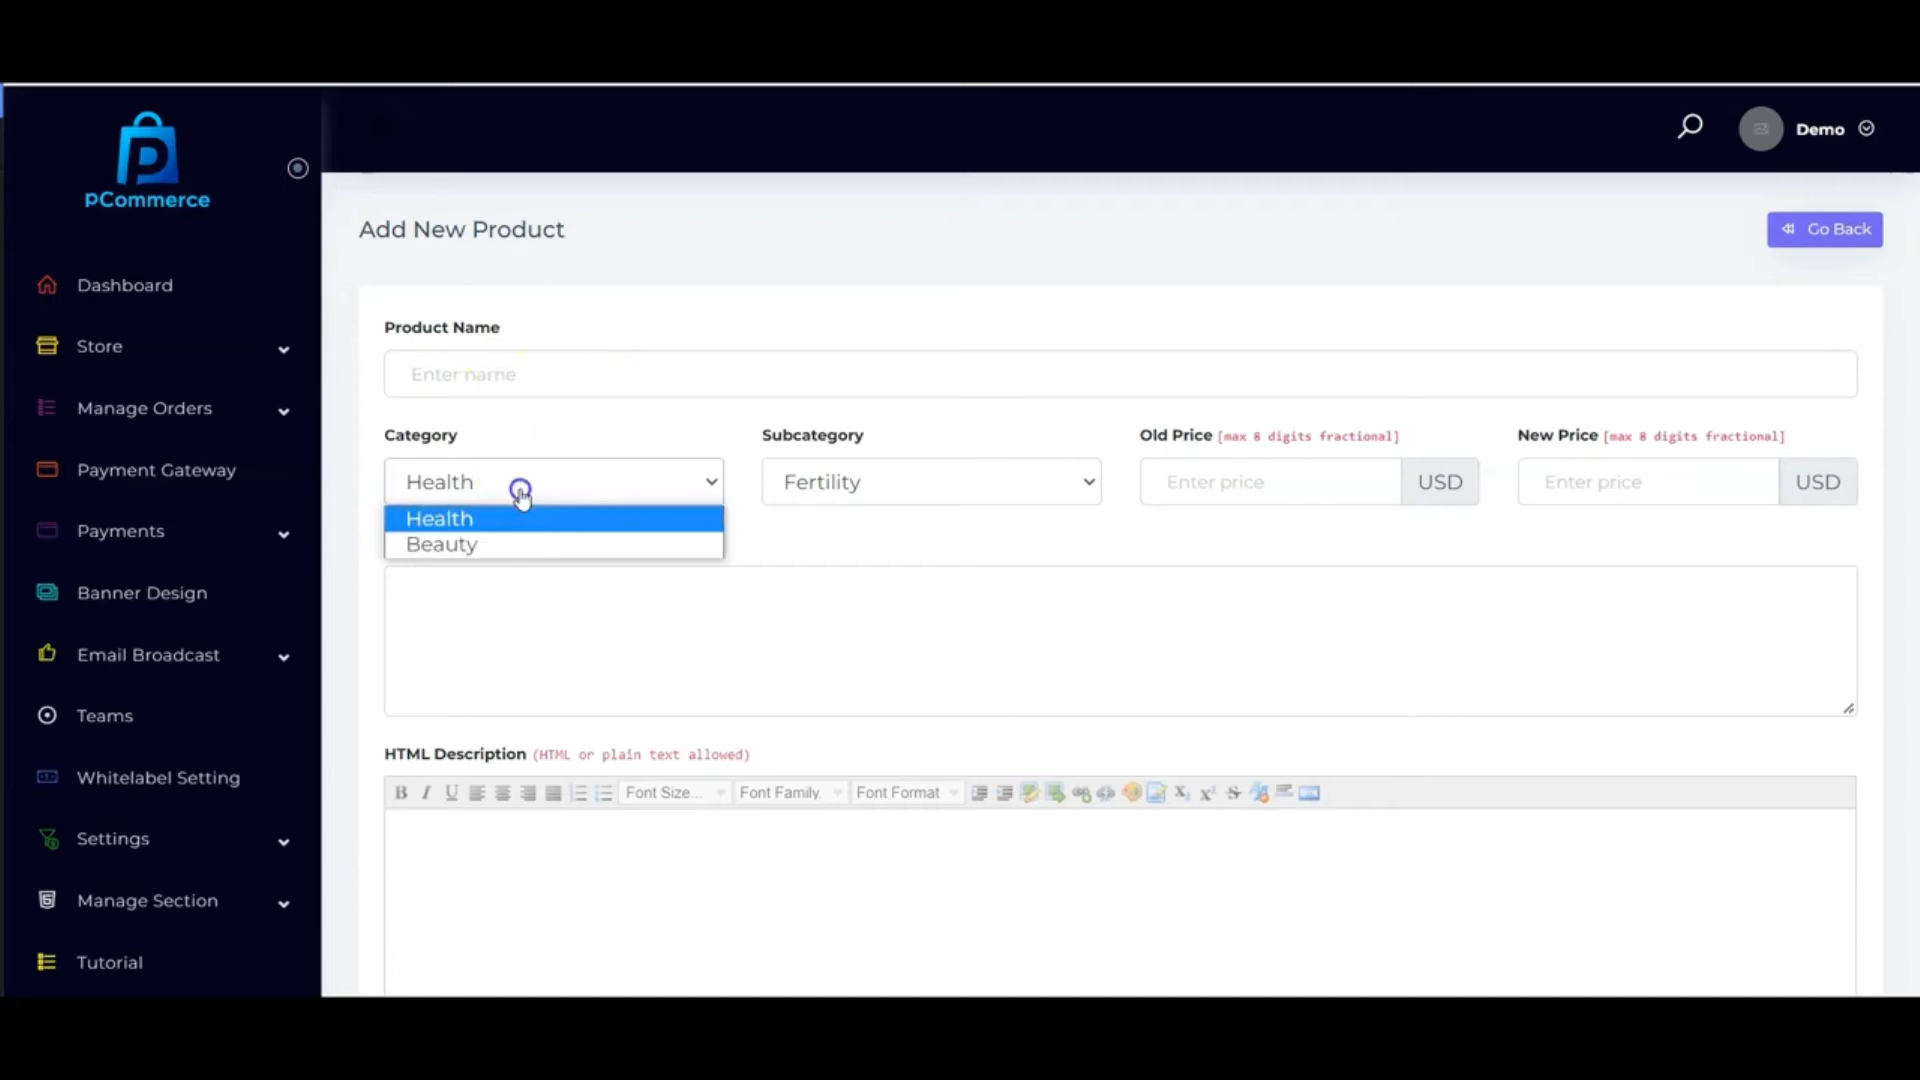 pCommerce
Demo
Add New Product
Go Back
Dashboard
Store
Manage Orders
Payment Gateway
Payments
Banner Design
Email Broadcast
Teams
Whitelabel Setting
Settings
Manage Section
Tutorial
Product Name
Enter name
Category
Subcategory
Old Price [max 8 digits fractional]
New Price [max 8 digits fractional]
Health
Fertility
Enter price
USD
Enter price
USD
Health
Beauty
HTML Description (HTML or plain text allowed)
B I U Font Size... Font Family. Font Format